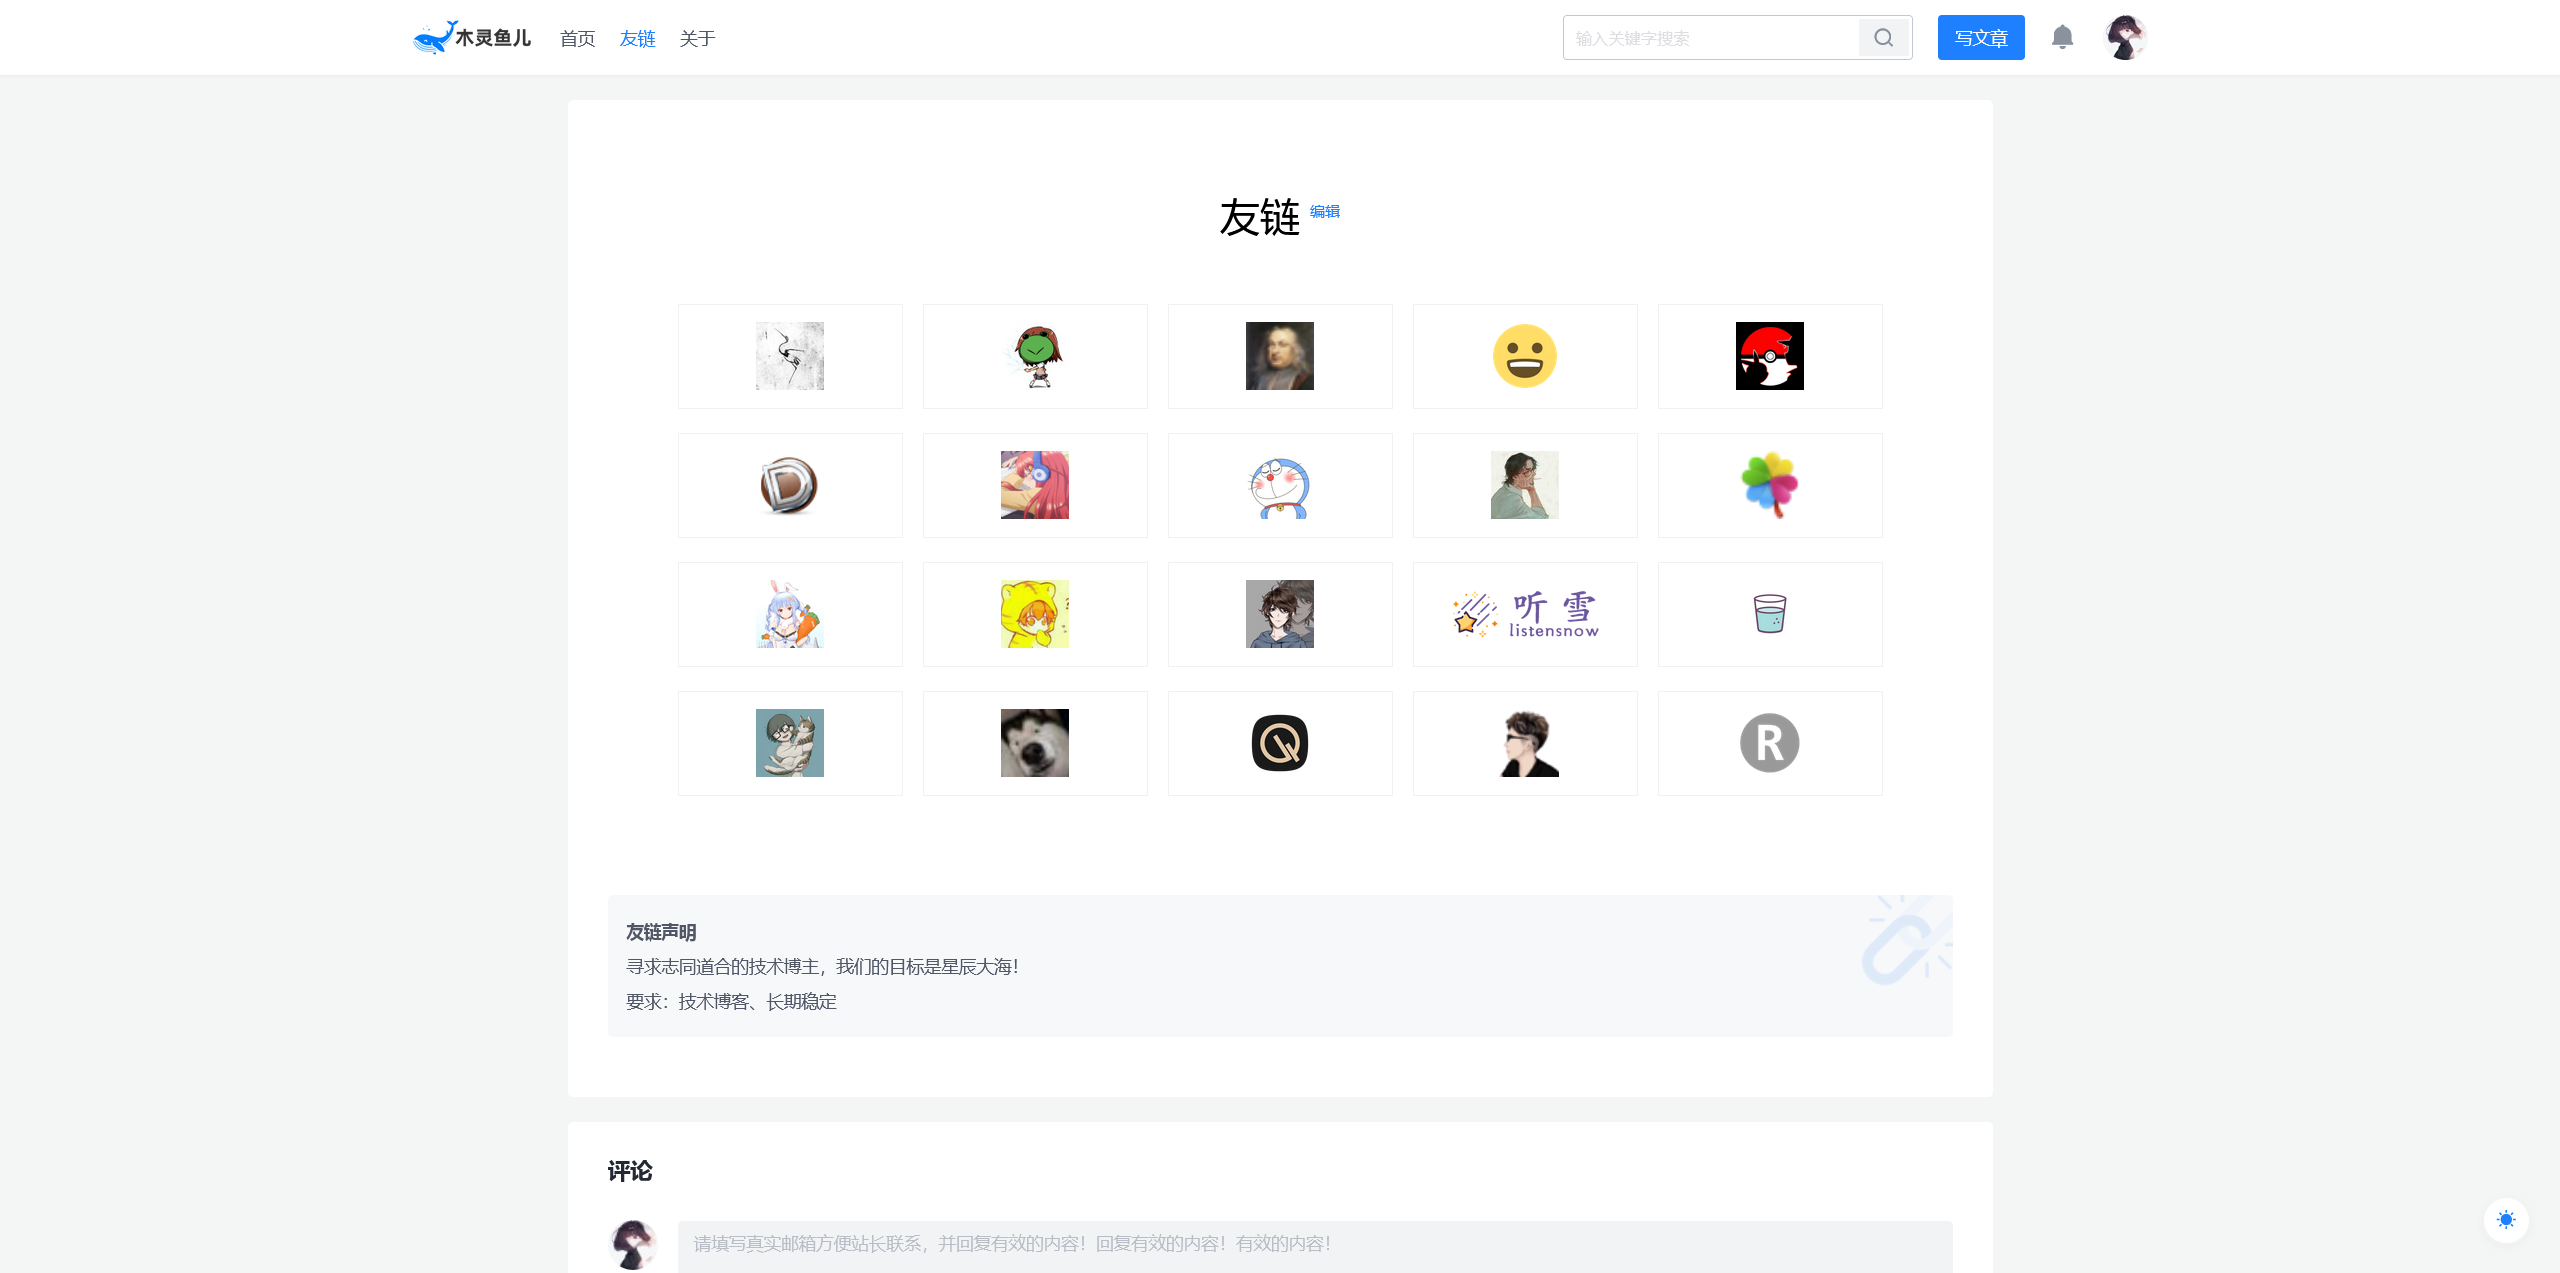 木灵鱼儿
首页
友链
关于
输入关键字搜索
写文章
友链
编辑
D
听雪
listensnow
R
友链声明
寻求志同道合的技术博主，我们的目标是星辰大海！
要求：技术博客、长期稳定
评论
请填写真实邮箱方便站长联系，并回复有效的内容！回复有效的内容！有效的内容！